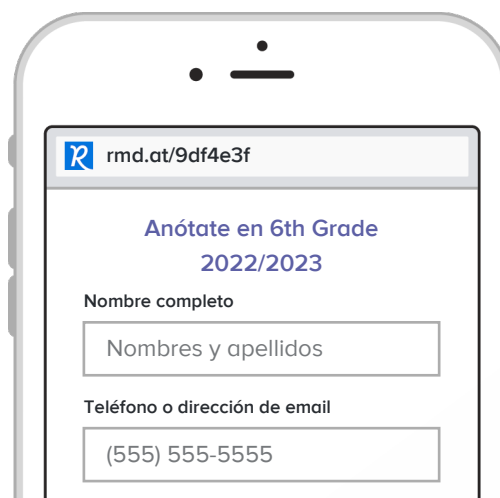 rmd.at/9df4e3f
Anótate en 6th Grade
2022/2023
Nombre completo
Nombres y apellidos
Teléfono o dirección de email
(555) 555-5555